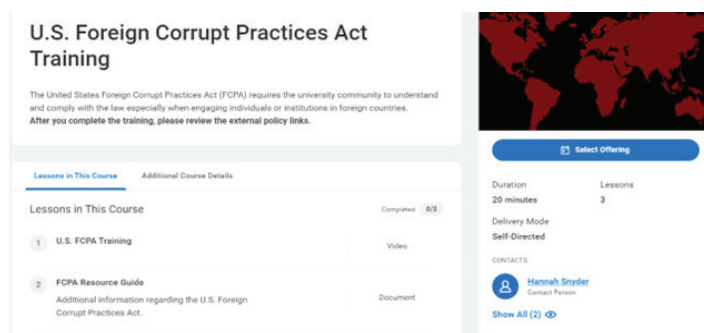 U.S. Foreign Corrupt Practices Act
Training
The United States Foreign Corrupt Practices Act (FCPA) requires the university community to understand
and comply with the law especially when engaging individuals or institutions in foreign countries.
After you complete the training, please review the external policy links.
Select Offering
Duration
20 minutes
Lessons
3
Delivery Mode
Self-Directed
CONTACTS
Hannah Snyder
Contact Person
Show All (2)
Lessons in This Course
Additional Course Details
Lessons in This Course
Completed 0/3
1 U.S. FCPA Training
Video
2 FCPA Resource Guide
Additional information regarding the U.S. Foreign
Corrupt Practices Act.
Document